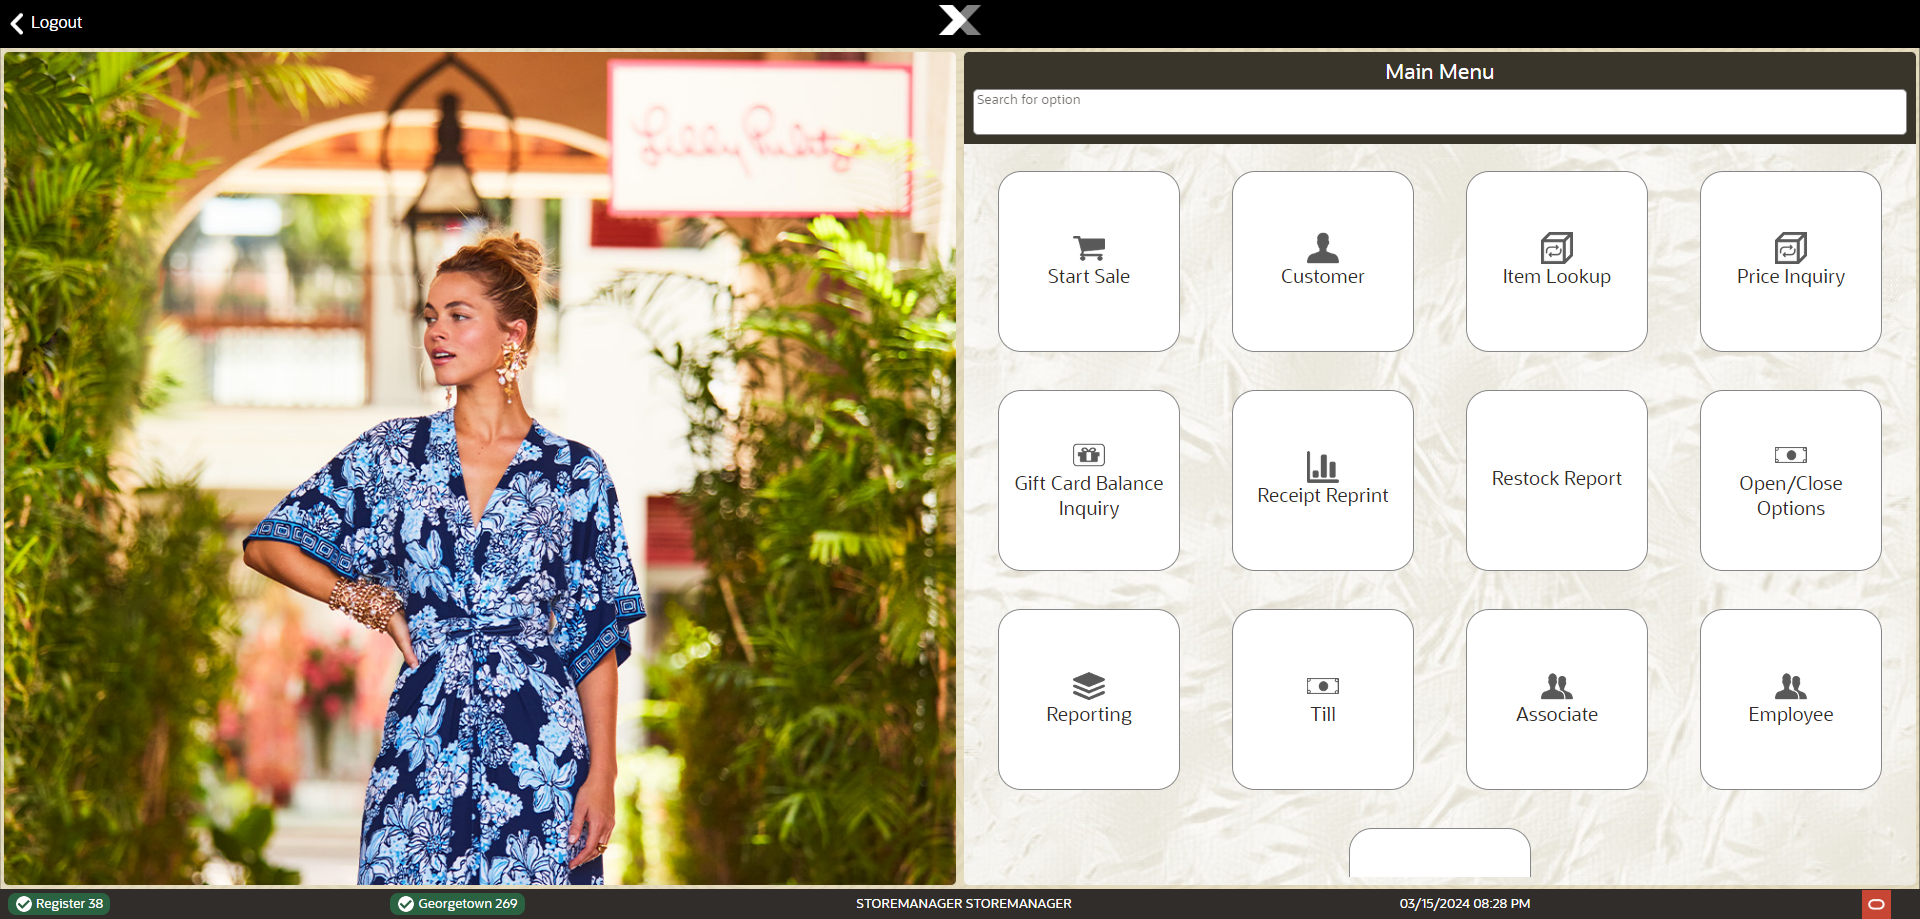 Logout
Lilly Pulitz
Main Menu
Search for option
Start Sale
Customer
Item Lookup
Price Inquiry
Gift Card Balance
Inquiry
Receipt Reprint
Restock Report
Open/Close
Options
Reporting
Till
Associate
Employee
Register 38
Georgetown 269
STOREMANAGER STOREMANAGER
03/15/2024 08:28 PM